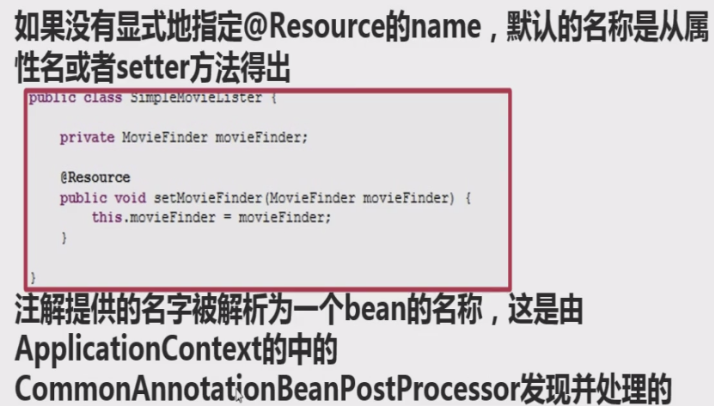 如果没有显式地指定@Resource的name，默认的名称是从属
性名或者setter方法得出
public class SimpleMovieLister {
private MovieFinder movieFinder;
@Resource
public void setMovieFinder(MovieFinder movieFinder) {
this.movieFinder = movieFinder;
}
}
注解提供的名字被解析为一个bean的名称，这是由
ApplicationContext的中的
CommonAnnotationBeanPostProcessor发现并处理的